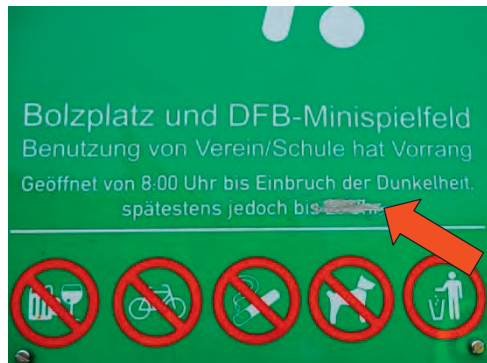 Bolzplatz und DFB-Minispielfeld
Benutzung von Verein/Schule hat Vorrang
Geöffnet von 8:00 Uhr bis Einbruch der Dunkelheit,
spätestens jedoch bis